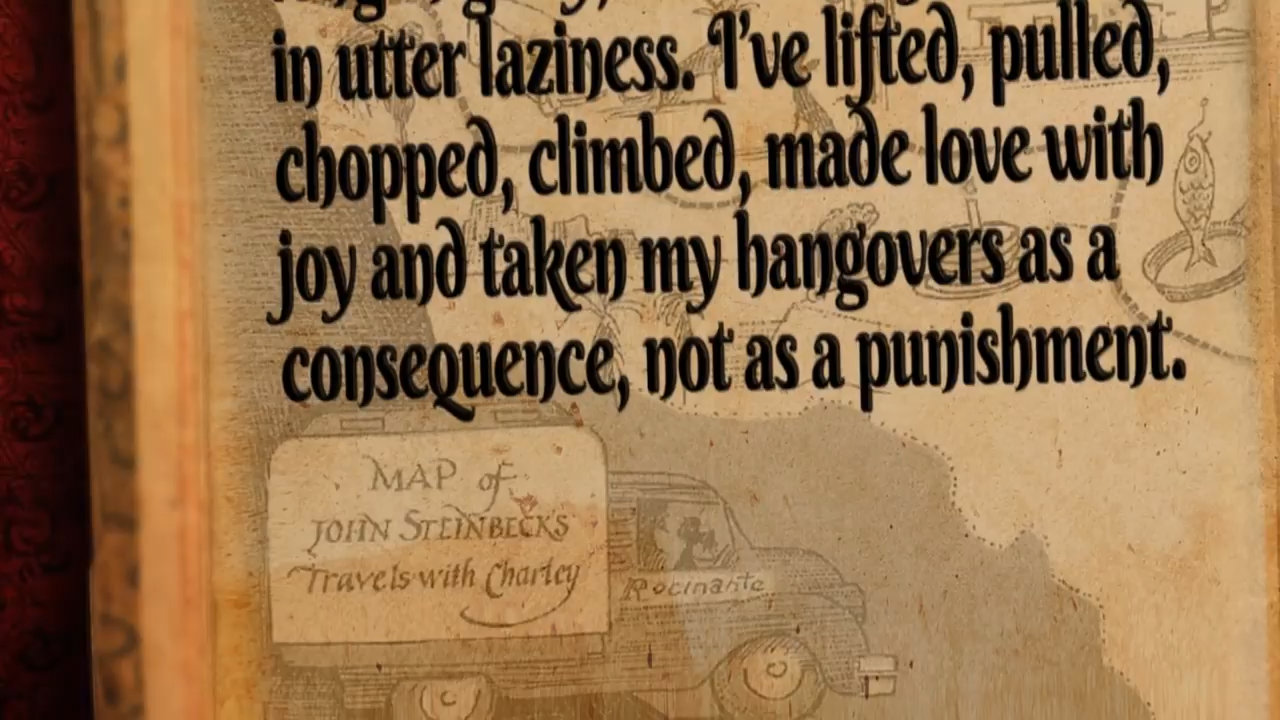 in utter laziness. I've lifted, pulled,
chopped, climbed, made love with
joy and taken my hangovers as a
consequence, not as a punishment.
MAP of
JOHN STEINBECKS
Travels with Charley
Rocinante